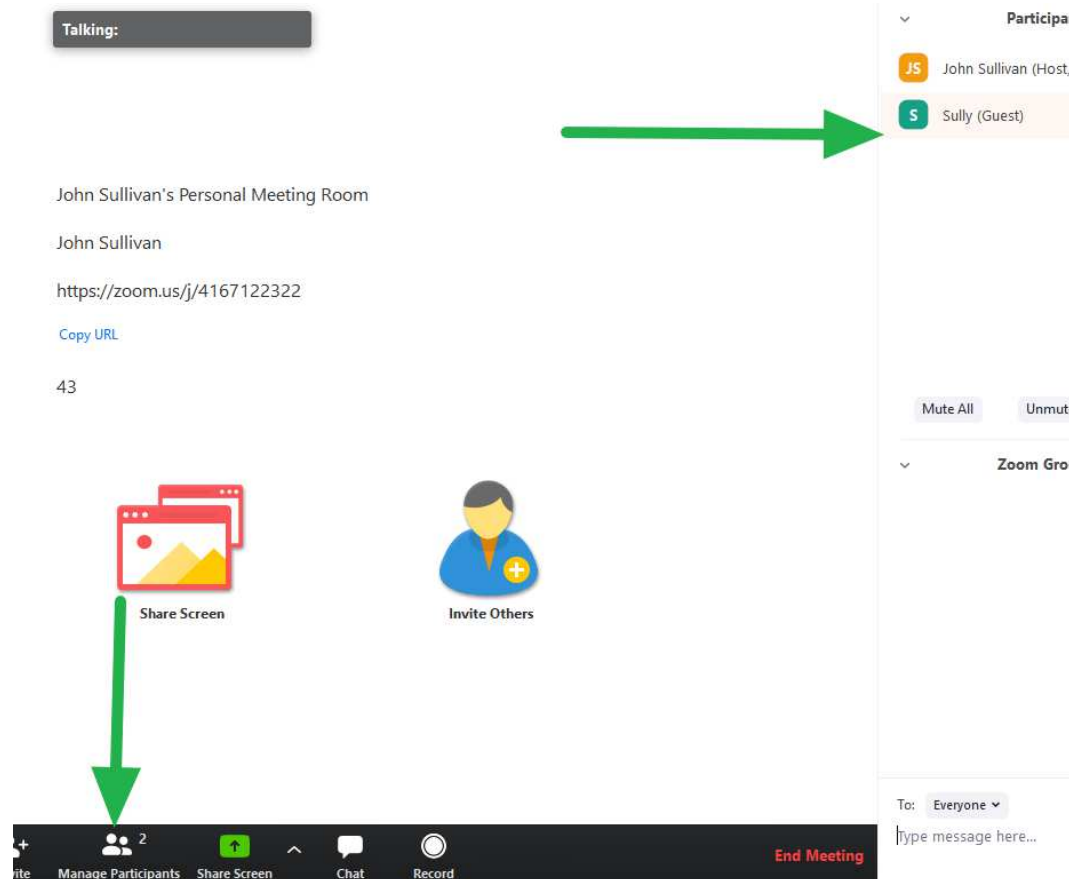 Talking:
Participa
JS John Sullivan (Host,
S Sully (Guest)
John Sullivan's Personal Meeting Room
John Sullivan
https://zoom.us/j/4167122322
Copy URL
43
Mute All Unmut
Zoom Gro
Share Screen Invite Others
To: Everyone
Type message here...
2
vite Manage Participants Share Screen Chat Record End Meeting